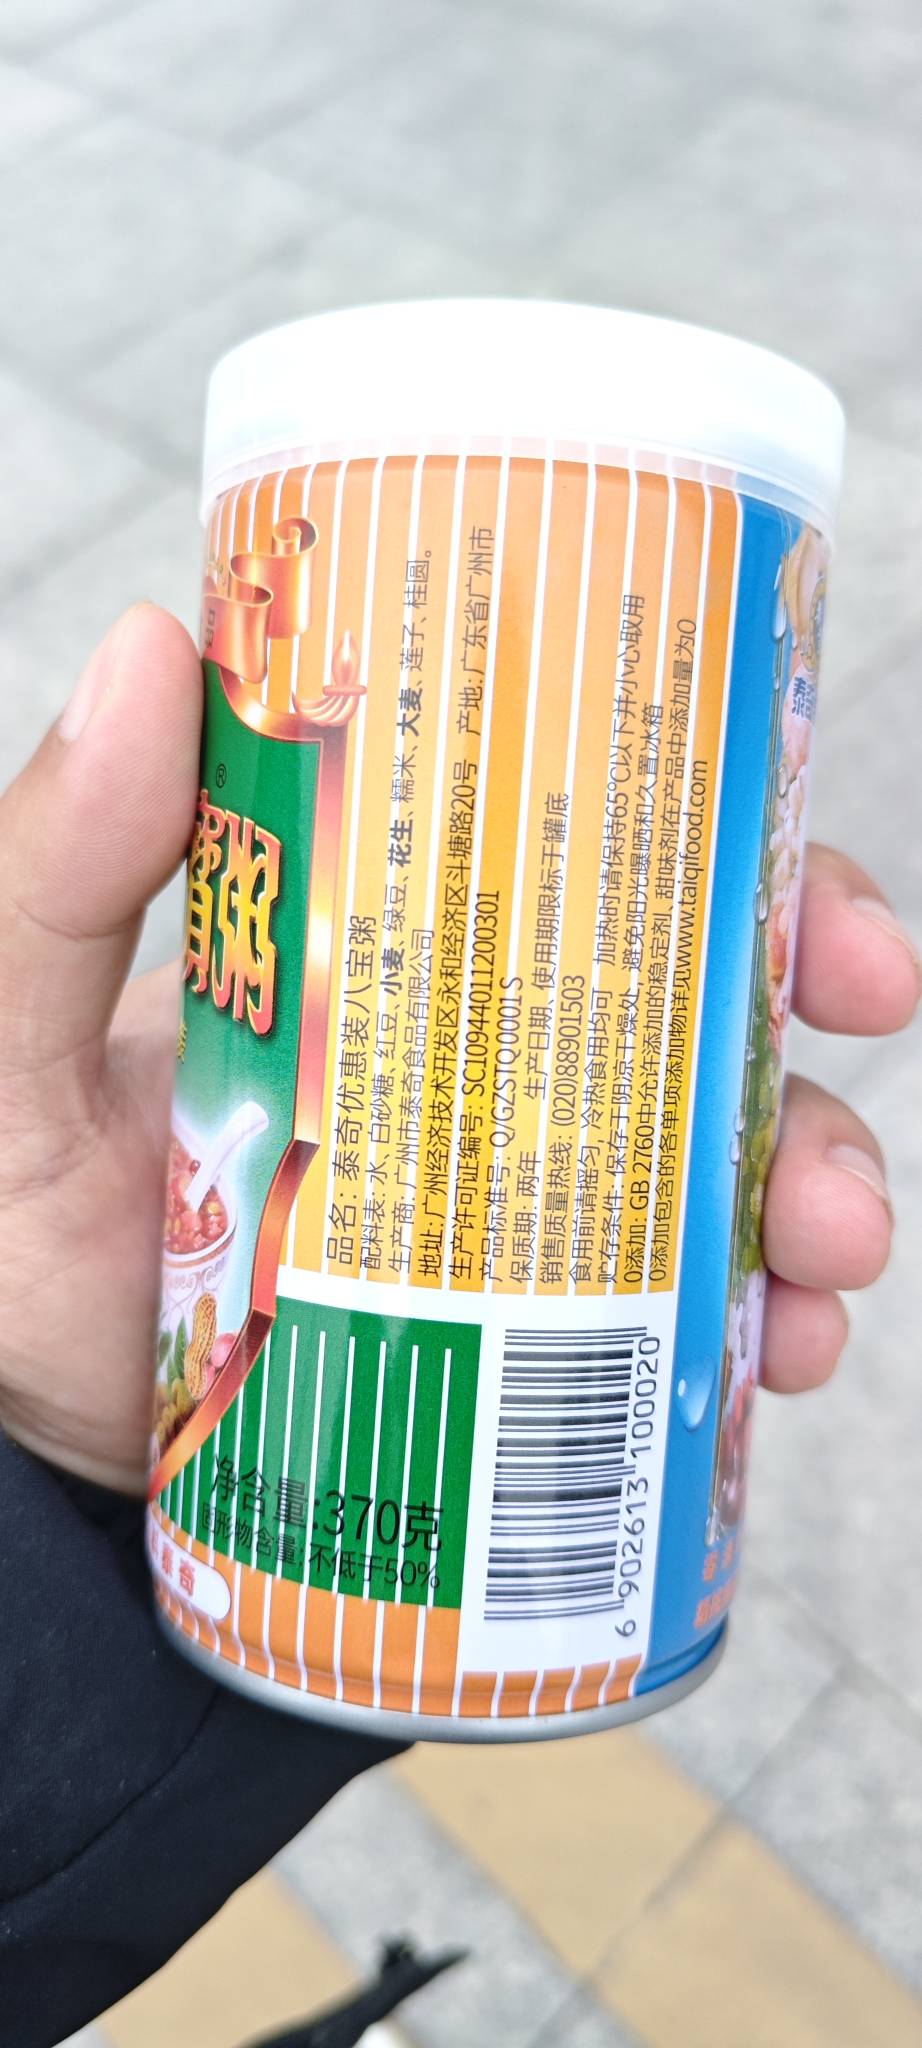 品名: 泰奇优惠装八宝粥
配料表: 水、白砂糖、红豆、小麦、绿豆、花生、糯米、大麦、莲子、桂圆。
生产商: 广州市泰奇食品有限公司
地址: 广州经济技术开发区永和经济区斗塘路20号 产地: 广东省广州市
生产许可证编号: SC10944011200301
产品标准号: Q/GZSTQ0001S
保质期: 两年 生产日期、使用期限标于罐底
销售质量热线: (020)88901503
食用前请摇匀, 冷热食用均可 加热时请保持65℃以下并小心取用
贮存条件: 保存于阴凉干燥处, 避免阳光曝晒和久置冰箱
0添加: GB 2760中允许添加的稳定剂、甜味剂在产品中添加量为0
0添加包含的各单项添加物详见www.taiqifood.com
净含量:370克
固形物含量: 不低于50%
6 902613 100020
®
粥
泰奇